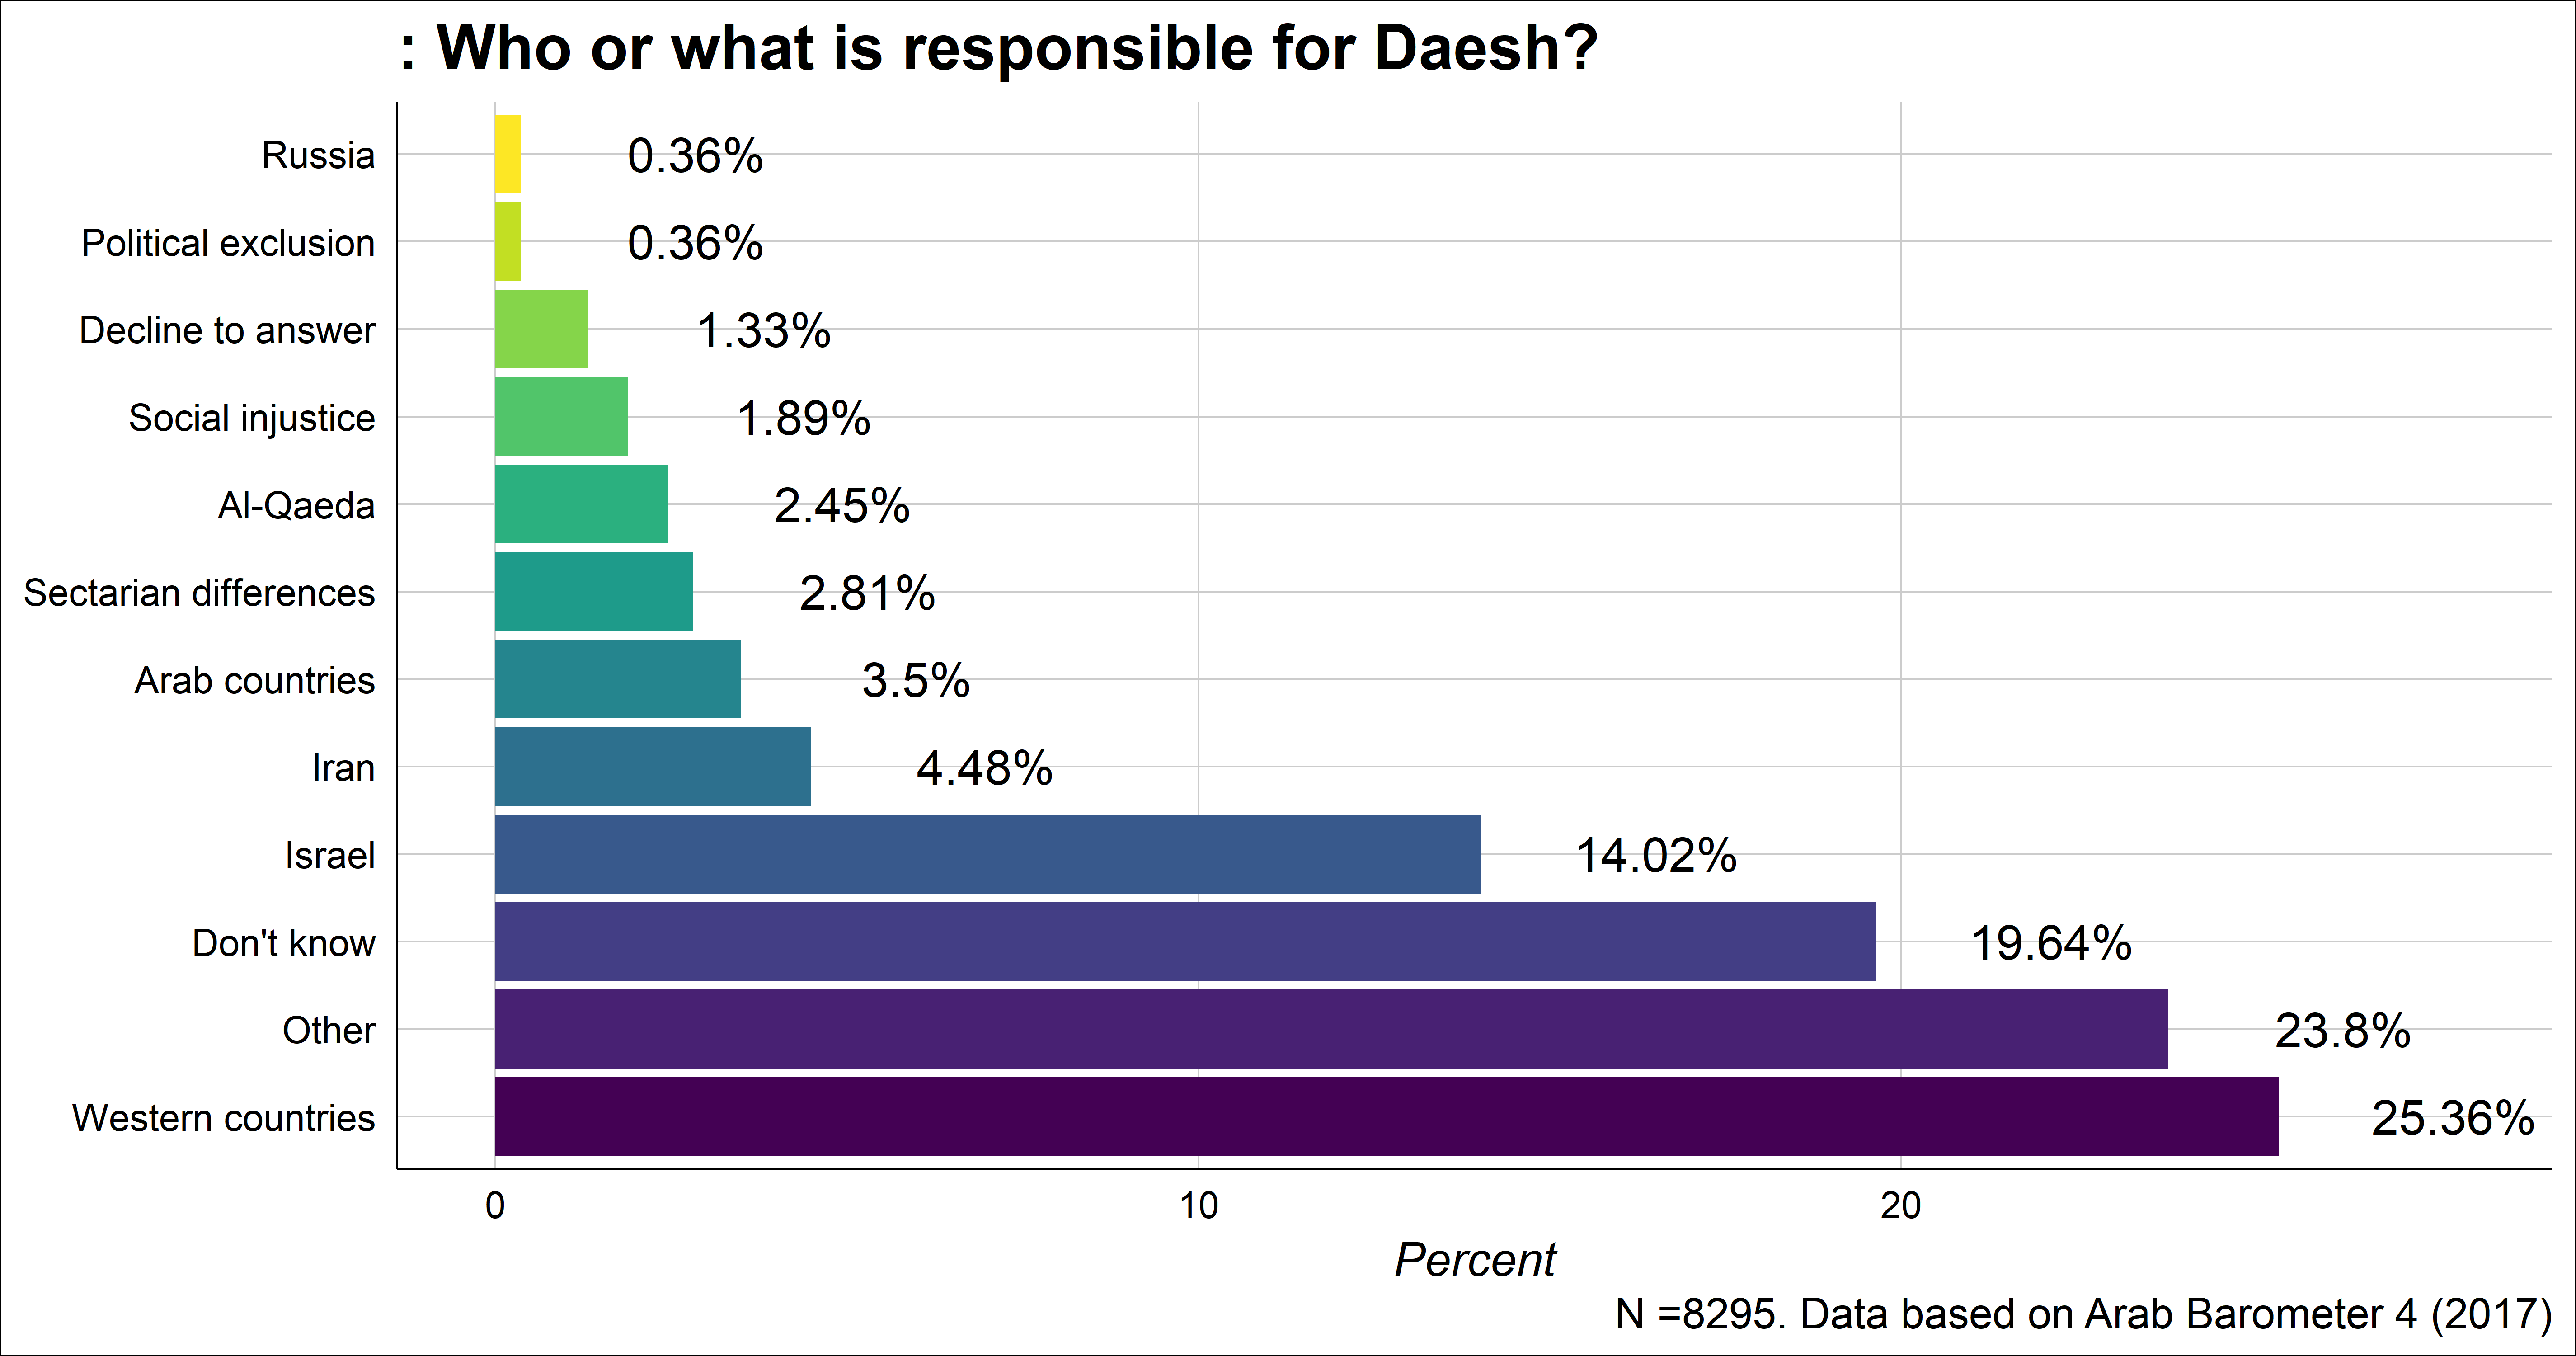 : Who or what is responsible for Daesh?
Russia 0.36%
Political exclusion 0.36%
Decline to answer 1.33%
Social injustice 1.89%
Al-Qaeda 2.45%
Sectarian differences 2.81%
Arab countries 3.5%
Iran 4.48%
Israel 14.02%
Don't know 19.64%
Other 23.8%
Western countries 25.36%
0 10 20
Percent
N =8295. Data based on Arab Barometer 4 (2017)